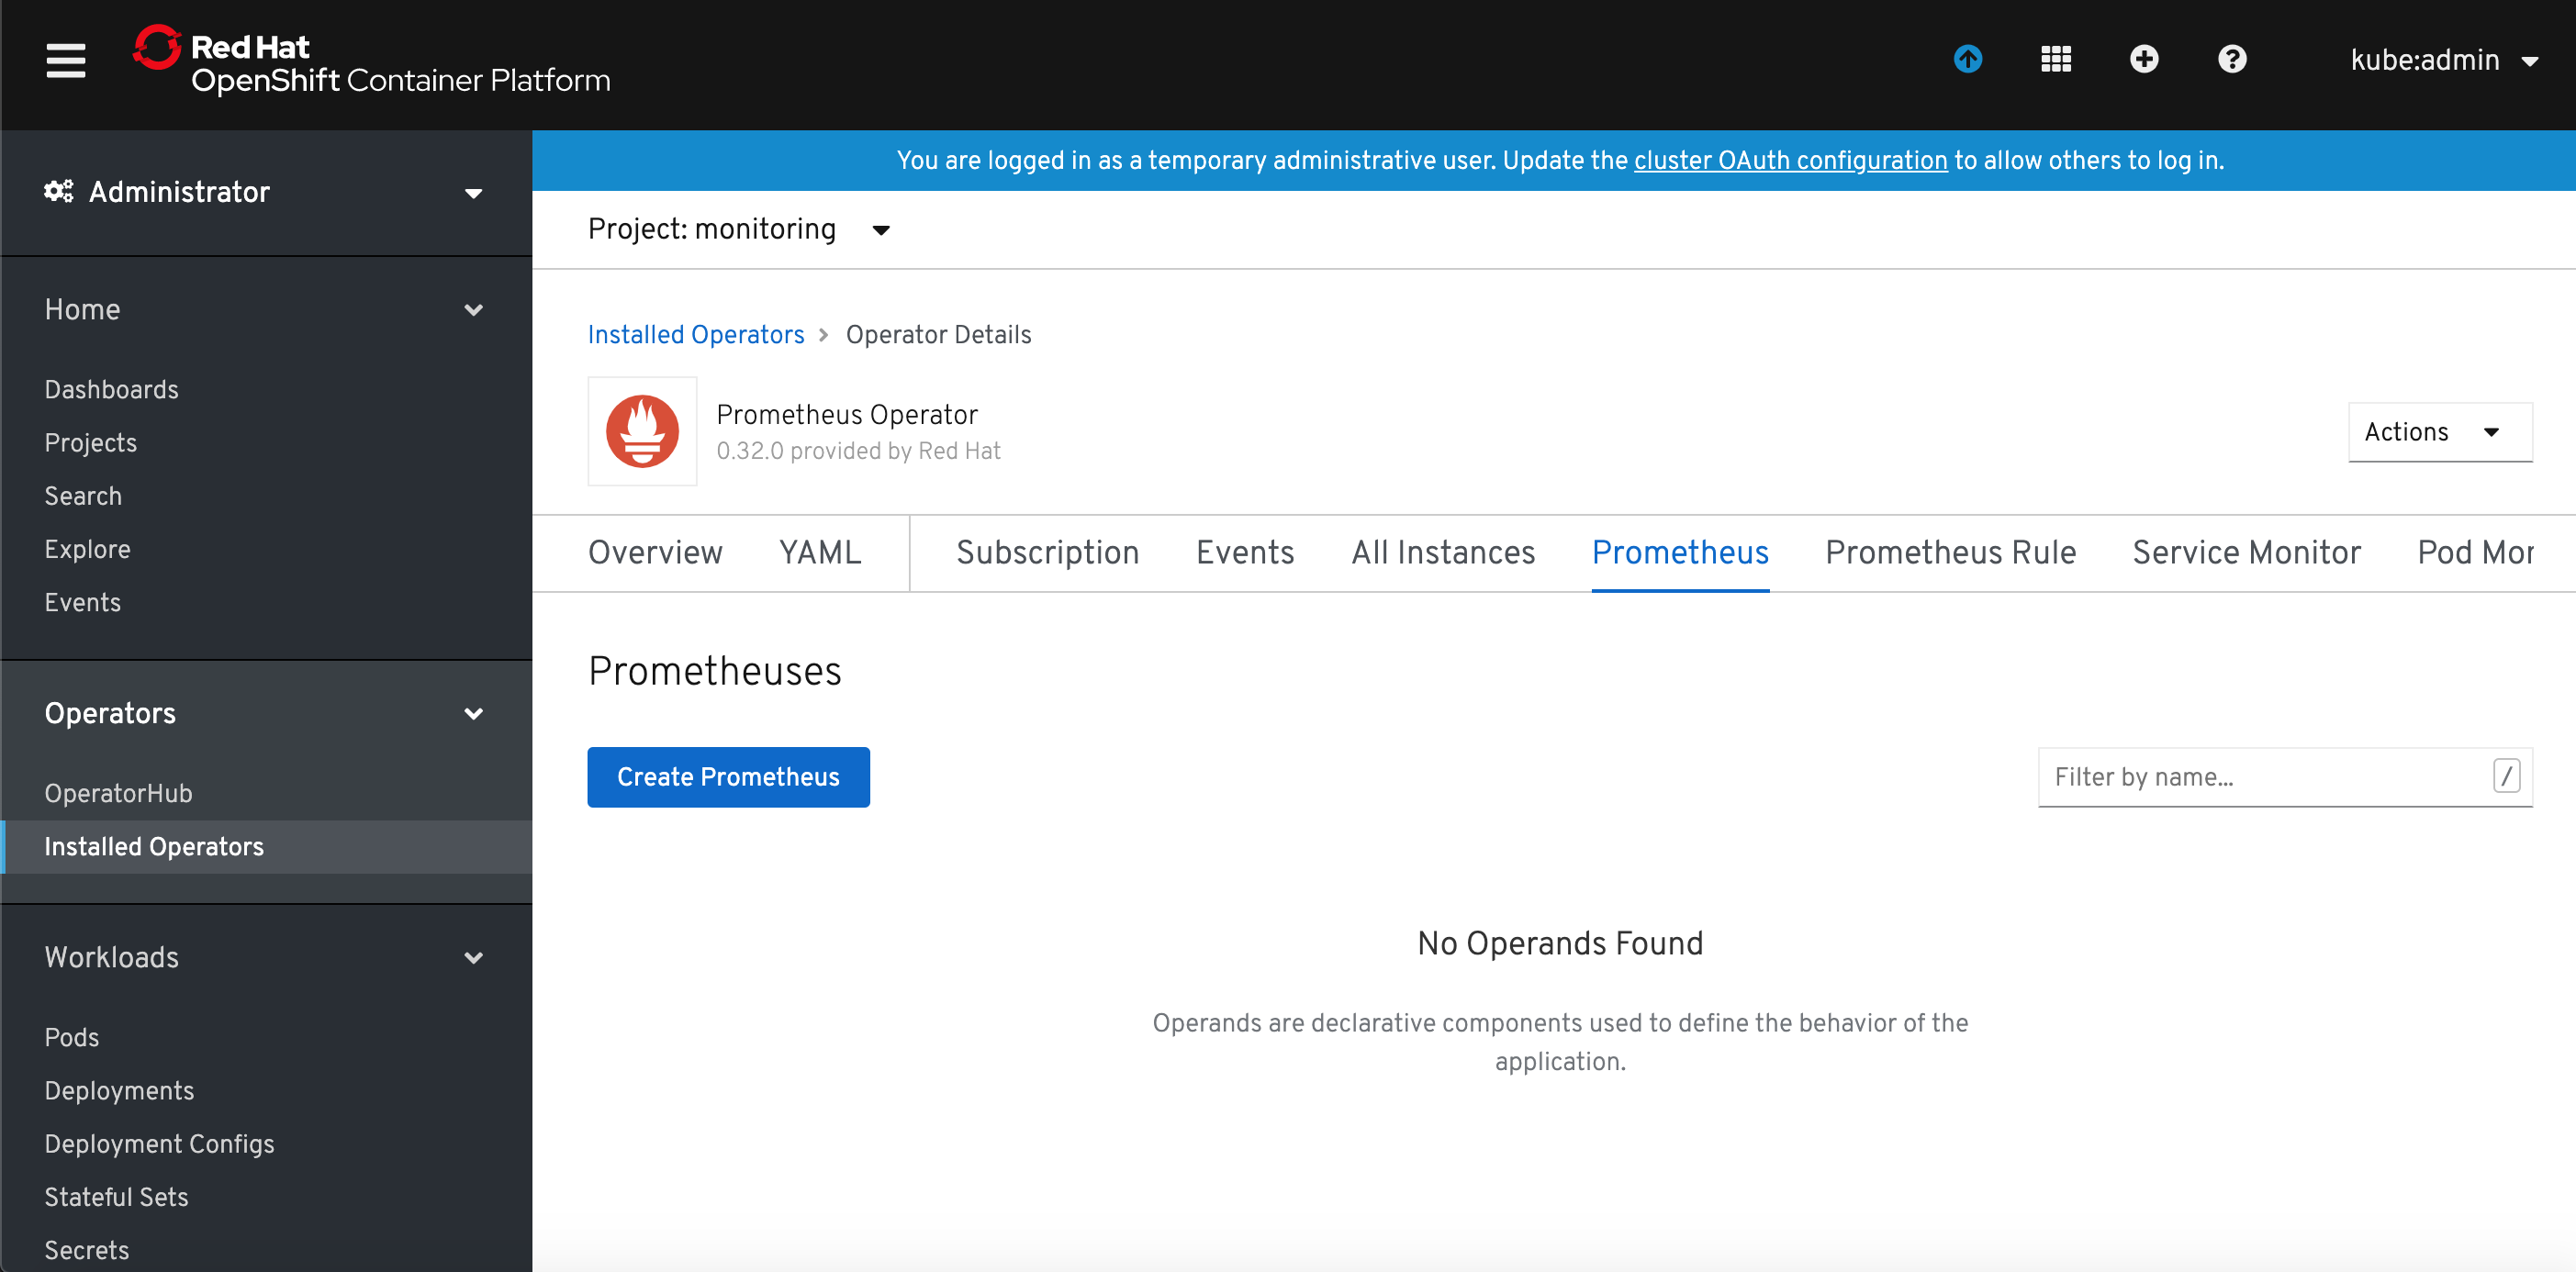 Red Hat
OpenShift Container Platform
kube:admin
Administrator
You are logged in as a temporary administrative user. Update the cluster OAuth configuration to allow others to log in.
Project: monitoring
Home
Dashboards
Projects
Search
Explore
Events
Operators
OperatorHub
Installed Operators
Workloads
Pods
Deployments
Deployment Configs
Stateful Sets
Secrets
Installed Operators > Operator Details
Prometheus Operator
0.32.0 provided by Red Hat
Actions
Overview YAML Subscription Events All Instances Prometheus Prometheus Rule Service Monitor Pod Mor
Prometheuses
Create Prometheus
Filter by name...
/
No Operands Found
Operands are declarative components used to define the behavior of the
application.